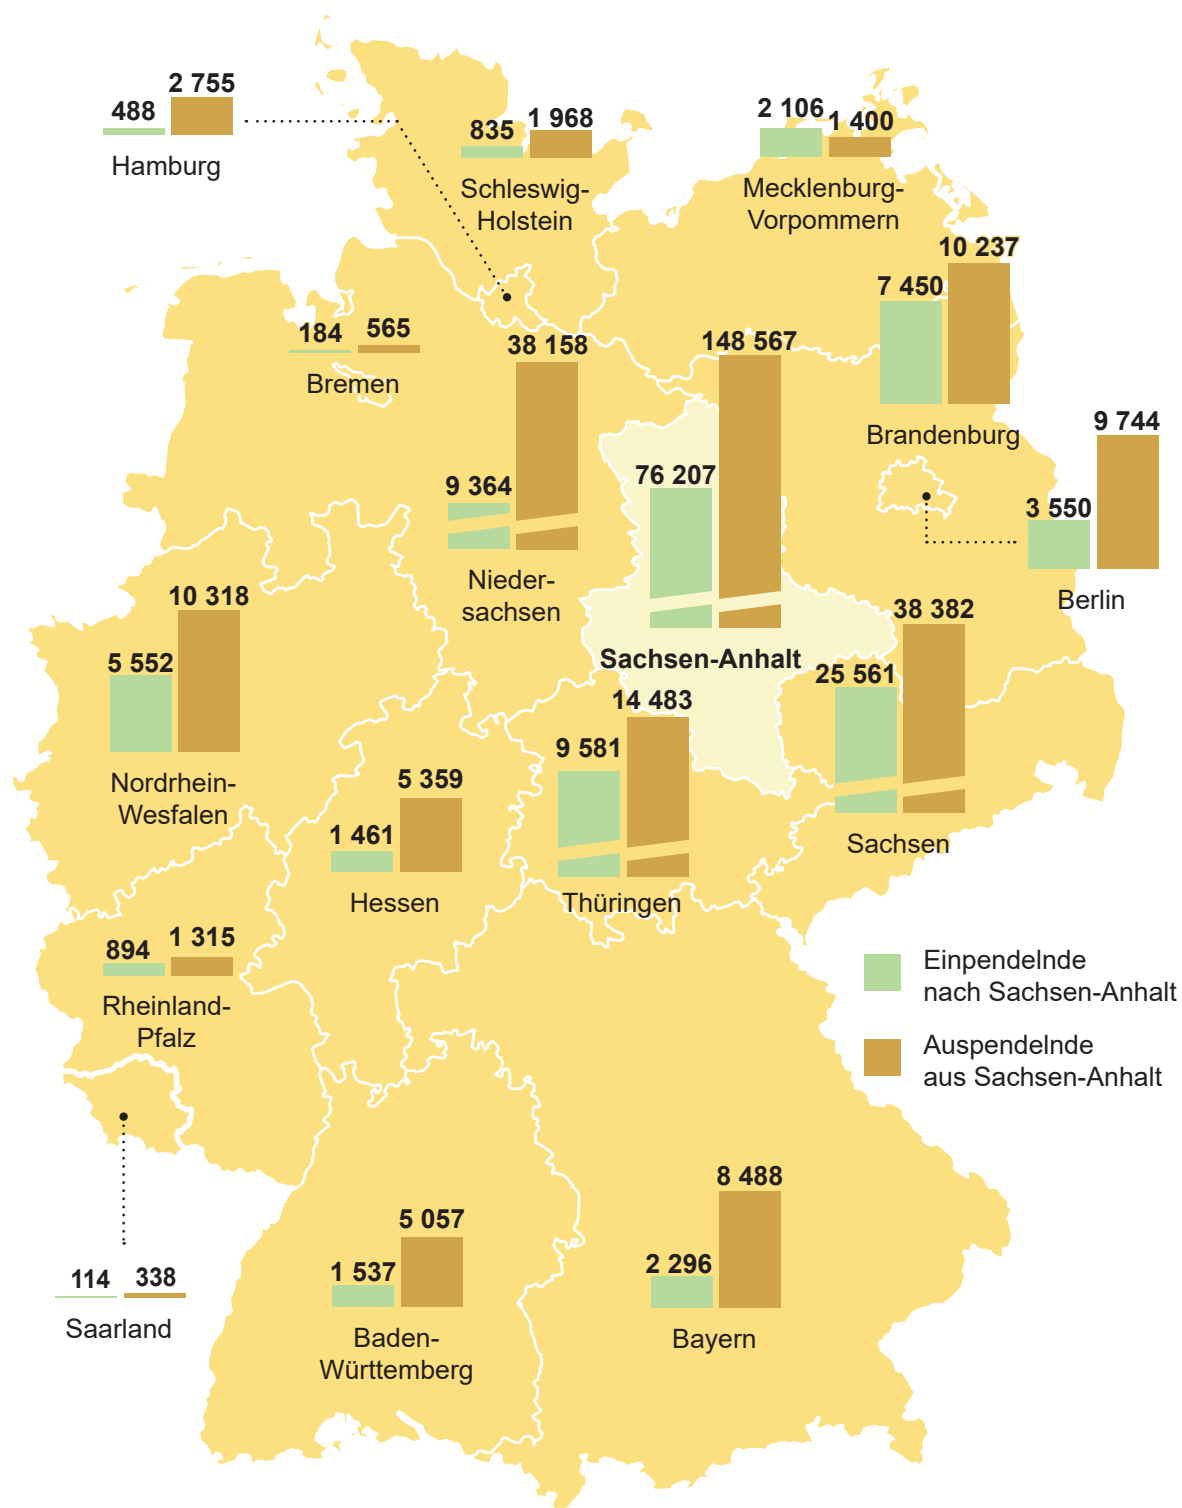 2 755
488
Hamburg
1 968
835
Schleswig-
Holstein
2 106
1 400
Mecklenburg-
Vorpommern
10 237
7 450
Brandenburg
184
565
Bremen
38 158
9 364
Nieder-
sachsen
148 567
76 207
Sachsen-Anhalt
9 744
3 550
Berlin
10 318
5 552
Nordrhein-
Wesfalen
38 382
25 561
Sachsen
14 483
9 581
Thüringen
5 359
1 461
Hessen
1 315
894
Rheinland-
Pfalz
Einpendelnde
nach Sachsen-Anhalt
Auspendelnde
aus Sachsen-Anhalt
114
338
Saarland
5 057
1 537
Baden-
Württemberg
8 488
2 296
Bayern